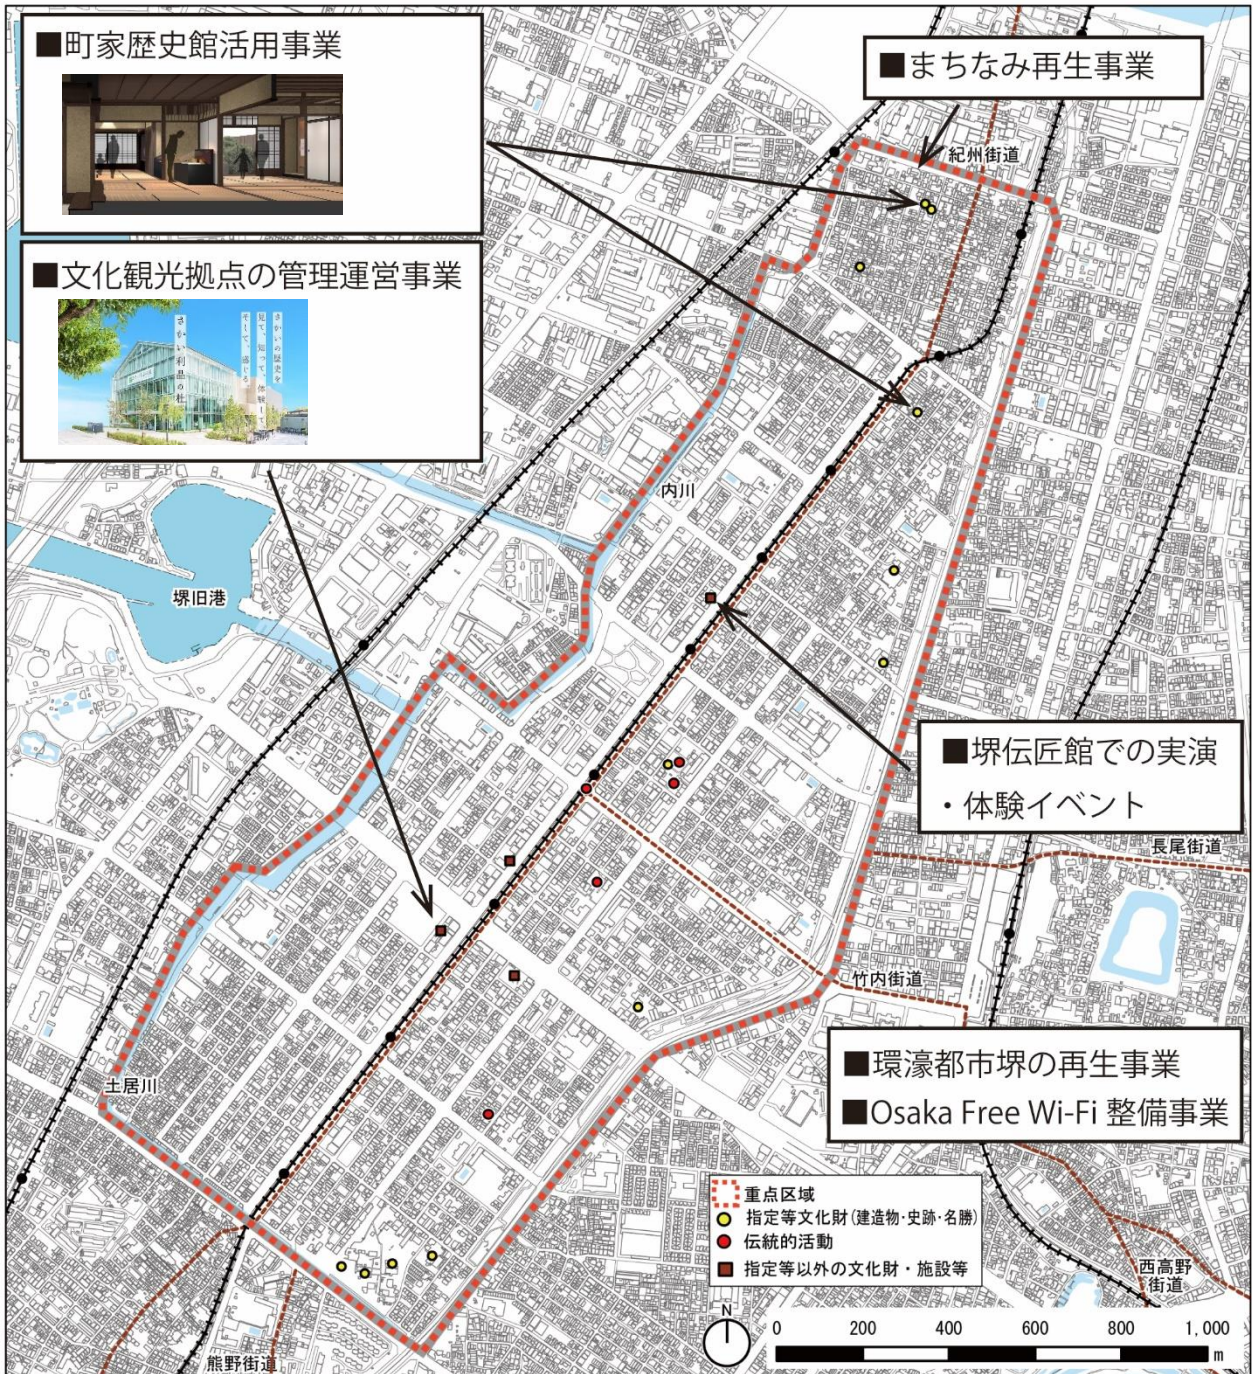 ■町家歴史館活用事業
■まちなみ再生事業
紀州街道
■文化観光拠点の管理運営事業
さかいの歴史を
見て、知って、体験して
そして、感じる。
さかい利晶の杜
内川
堺旧港
■堺伝匠館での実演
・体験イベント
長尾街道
竹内街道
■環濠都市堺の再生事業
■Osaka Free Wi-Fi 整備事業
土居川
重点区域
指定等文化財(建造物・史跡・名勝)
伝統的活動
指定等以外の文化財・施設等
西高野
街道
熊野街道
N
0 200 400 600 800 1,000
m